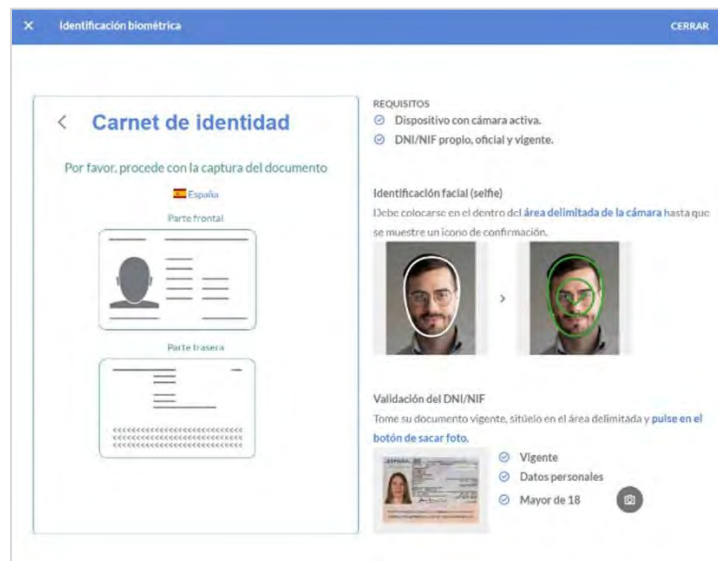 Identificación biométrica
CERRAR
Carnet de identidad
Por favor, procede con la captura del documento
España
Parte frontal
Parte trasera
REQUISITOS
Dispositivo con cámara activa.
DNI/NIF propio, oficial y vigente.
Identificación facial (selfie)
Debe colocarse en el dentro del área delimitada de la cámara hasta que
se muestre un icono de confirmación.
Validación del DNI/NIF
Tome su documento vigente, sitúelo en el área delimitada y pulse en el
botón de sacar foto.
ESPAÑA
Vigente
Datos personales
Mayor de 18